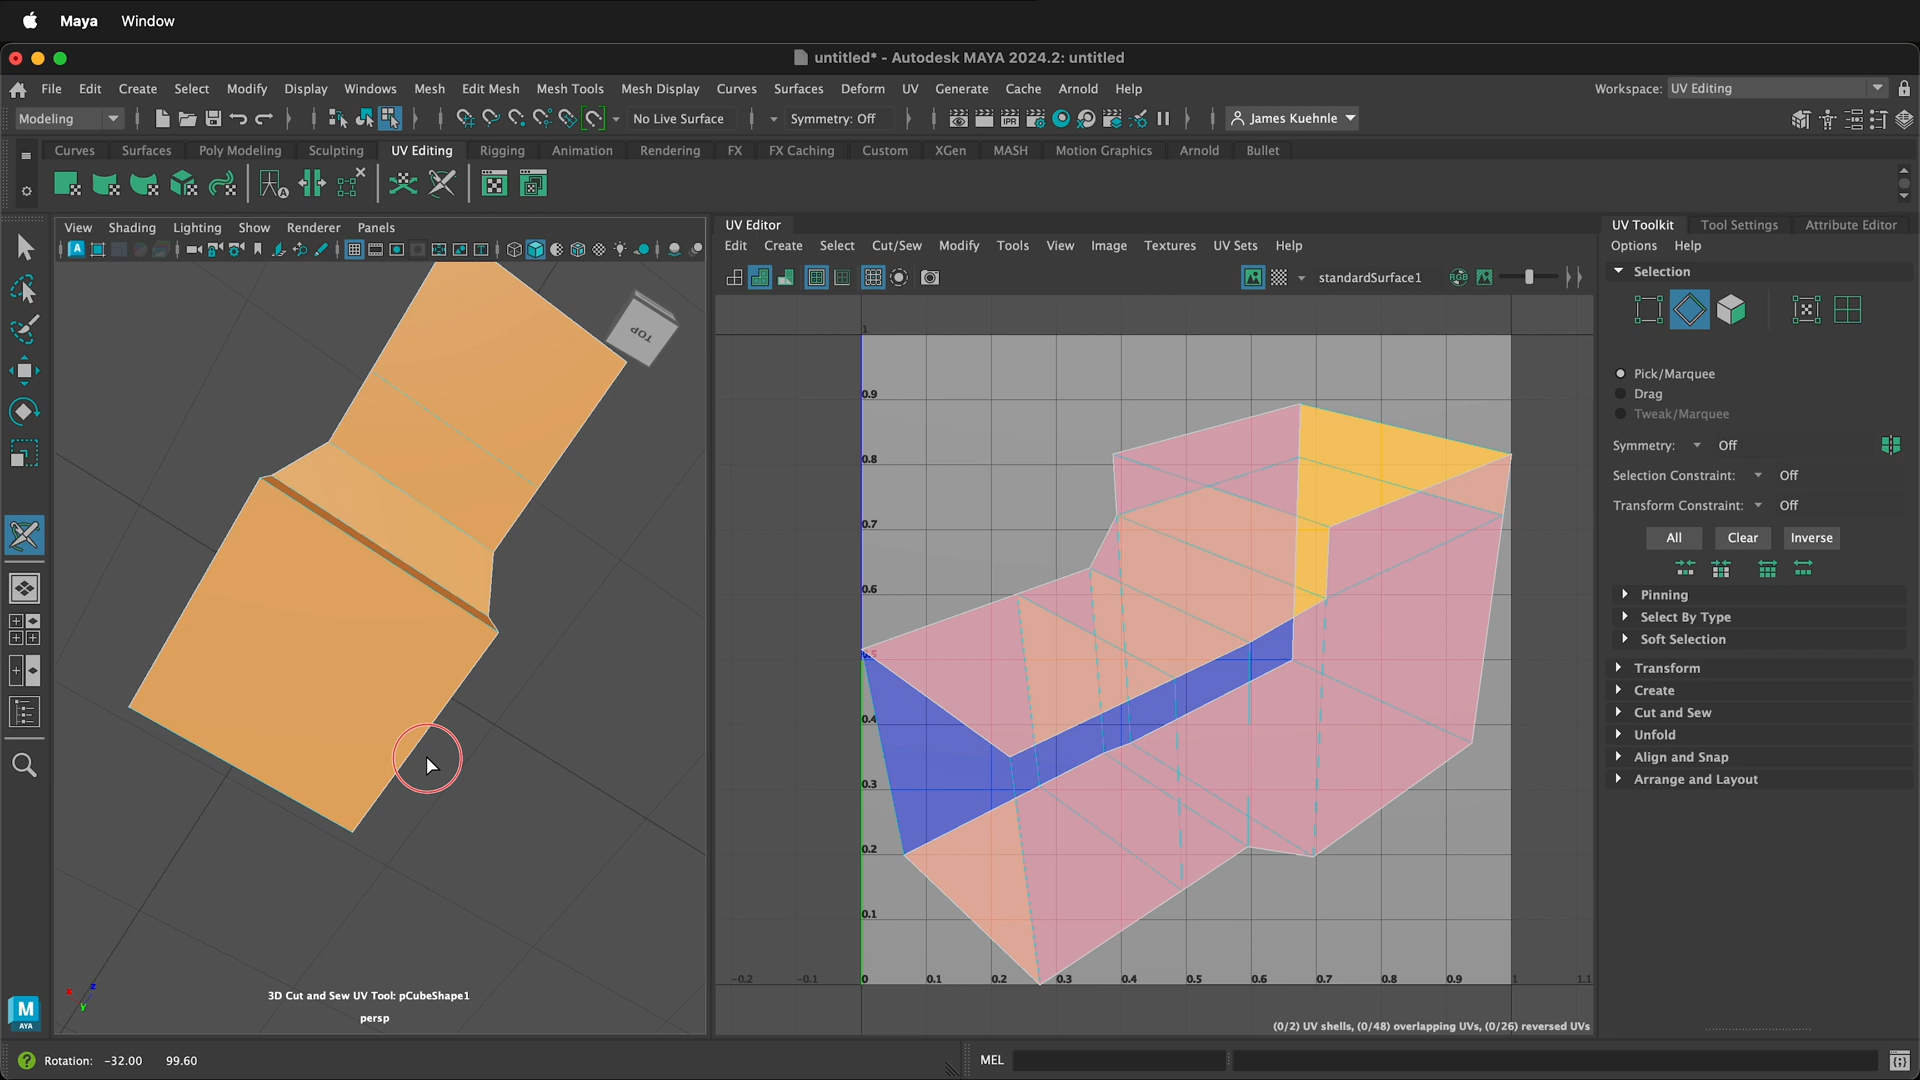 Maya Window
untitled* - Autodesk MAYA 2024.2: untitled
File Edit Create Select Modify Display Windows Mesh Edit Mesh Mesh Tools Mesh Display Curves Surfaces Deform UV Generate Cache Arnold Help
Workspace: UV Editing
Modeling No Live Surface Symmetry: Off James Kuehnle
IPR
Curves Surfaces Poly Modeling Sculpting UV Editing Rigging Animation Rendering FX FX Caching Custom XGen MASH Motion Graphics Arnold Bullet
View Shading Lighting Show Renderer Panels
TOP
3D Cut and Sew UV Tool: pCubeShape1
persp
x z y
UV Editor
Edit Create Select Cut/Sew Modify Tools View Image Textures UV Sets Help
standardSurface1
RGB
1
0.9
0.8
0.7
0.6
0.4
0.3
0.2
0.1
-0.2 -0.1 0 0.1 0.2 0.3 0.4 0.5 0.6 0.7 0.8 0.9 1 1.1
(0/2) UV shells, (0/48) overlapping UVs, (0/26) reversed UVs
UV Toolkit Tool Settings Attribute Editor
Options Help
Selection
Pick/Marquee
Drag
Tweak/Marquee
Symmetry: Off
Selection Constraint: Off
Transform Constraint: Off
All Clear Inverse
Pinning
Select By Type
Soft Selection
Transform
Create
Cut and Sew
Unfold
Align and Snap
Arrange and Layout
M
AYA
Rotation: -32.00 99.60
MEL